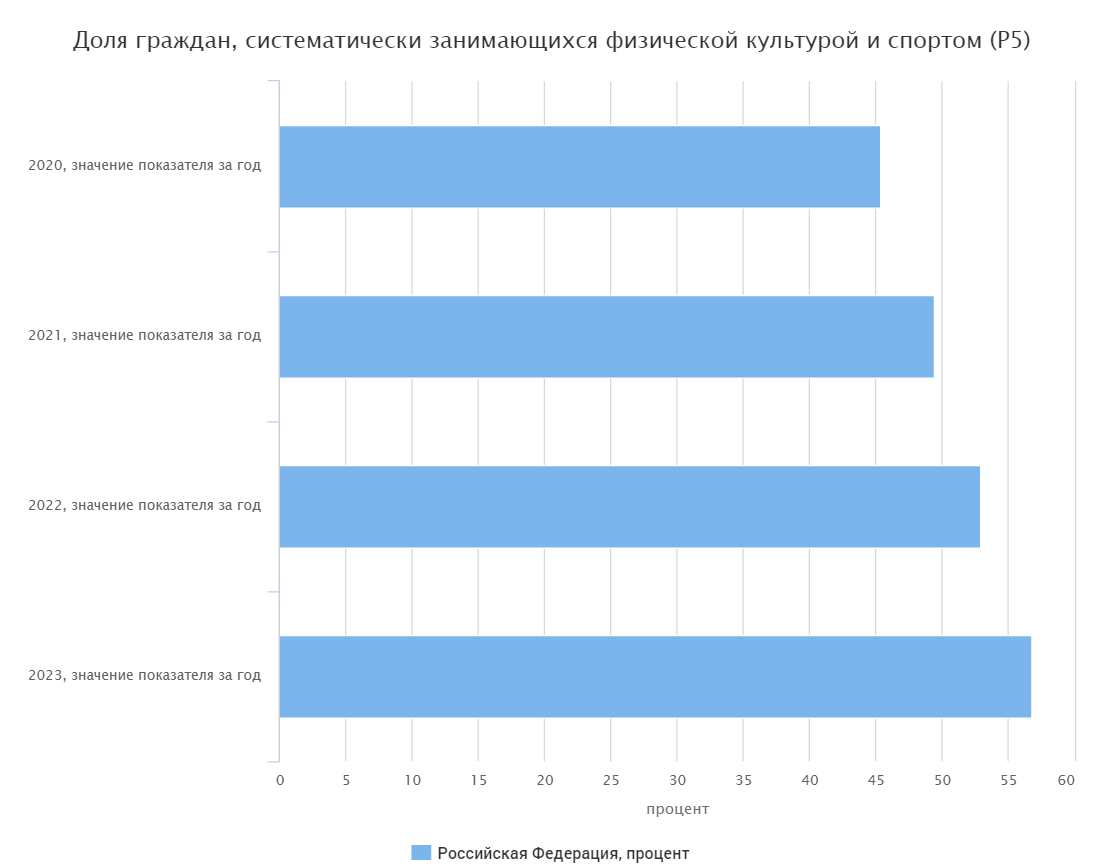 Доля граждан, систематически занимающихся физической культурой и спортом (P5)
2020, значение показателя за год
2021, значение показателя за год
2022, значение показателя за год
2023, значение показателя за год
0 5 10 15 20 25 30 35 40 45 50 55 60
процент
Российская Федерация, процент